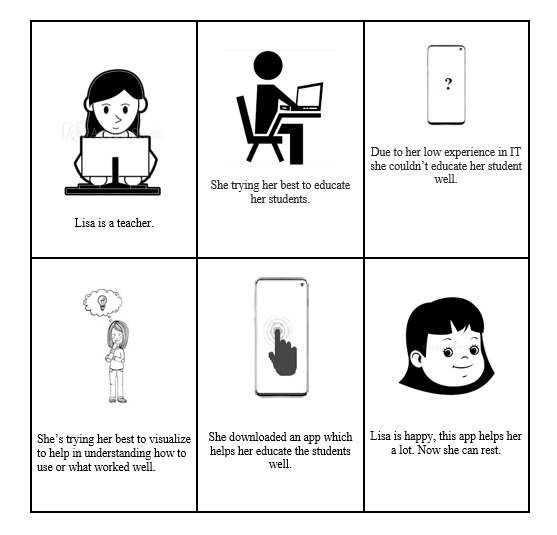 Lisa is a teacher.
She trying her best to educate
her students.
?
Due to her low experience in IT
she couldn't educate her student
well.
She's trying her best to visualize
to help in understanding how to
use or what worked well.
She downloaded an app which
helps her educate the students
well.
Lisa is happy, this app helps her
a lot. Now she can rest.